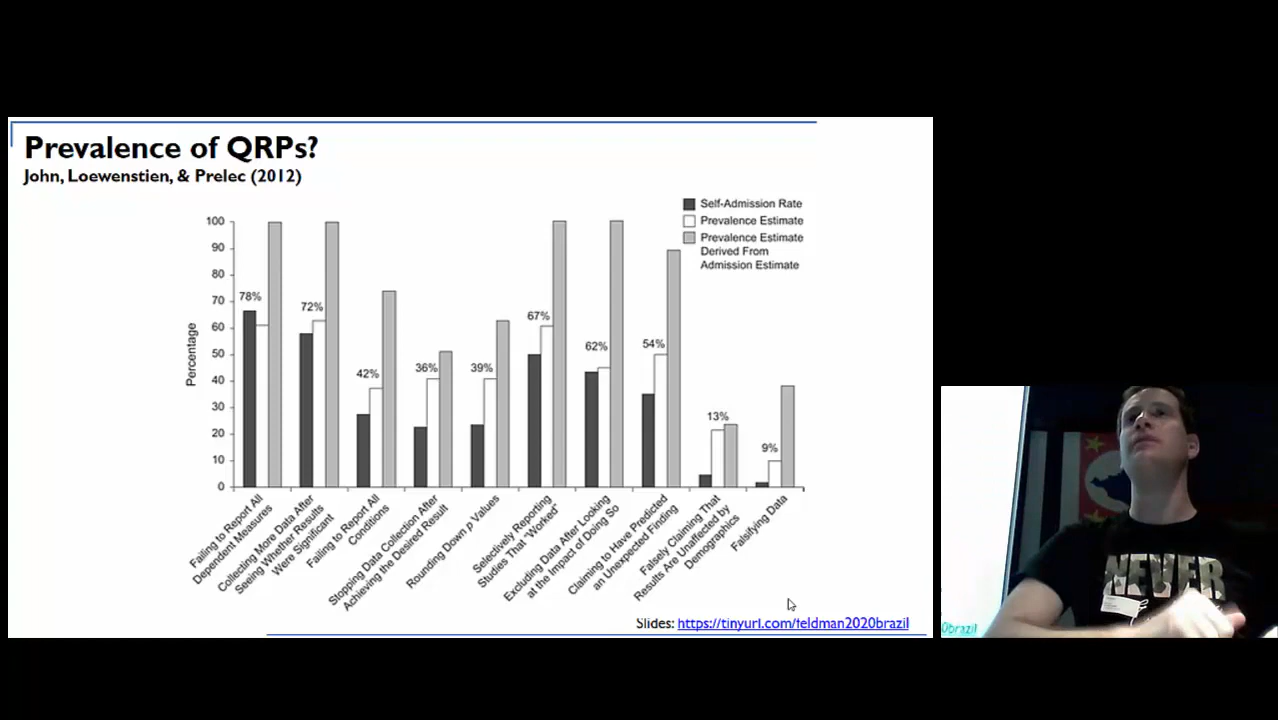 Prevalence of QRPs?
John, Loewenstien, & Prelec (2012)
Self-Admission Rate
Prevalence Estimate
Prevalence Estimate
Derived From
Admission Estimate
Percentage
100
90
80
70
60
50
40
30
20
10
0
78%
72%
42%
36%
39%
67%
62%
54%
13%
9%
Failing to Report All
Dependent Measures
Collecting More Data After
Seeing Whether Results
Were Significant
Failing to Report All
Conditions
Stopping Data Collection After
Achieving the Desired Result
Rounding Down p Values
Selectively Reporting
Studies That "Worked"
Excluding Data After Looking
at the Impact of Doing So
Claiming to Have Predicted
an Unexpected Finding
Falsely Claiming That
Results Are Unaffected by
Demographics
Falsifying Data
Slides: https://tinyurl.com/feldman2020brazil
NEVER
0brazil